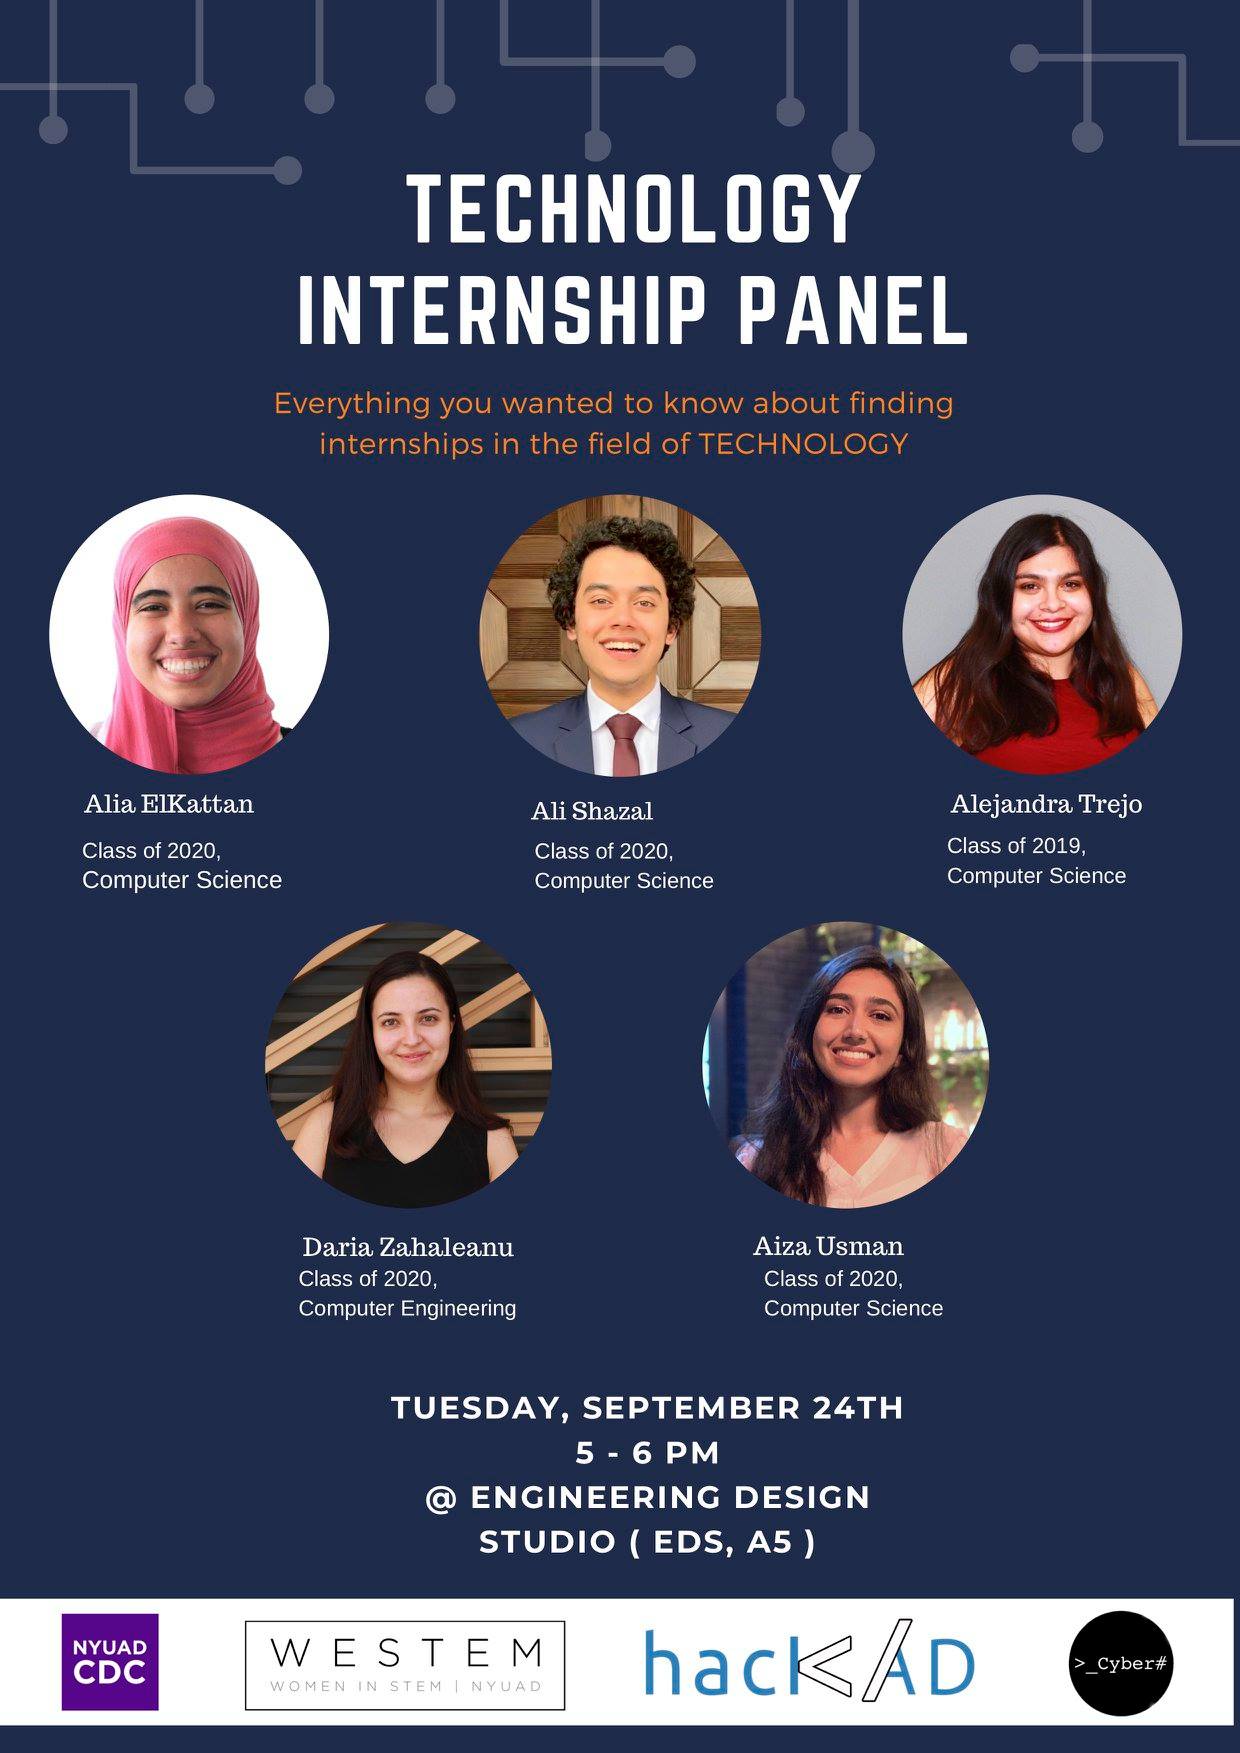 TECHNOLOGY
INTERNSHIP PANEL
Everything you wanted to know about finding
internships in the field of TECHNOLOGY
Alia ElKattan
Class of 2020,
Computer Science
Ali Shazal
Class of 2020,
Computer Science
Alejandra Trejo
Class of 2019,
Computer Science
Daria Zahaleanu
Class of 2020,
Computer Engineering
Aiza Usman
Class of 2020,
Computer Science
TUESDAY, SEPTEMBER 24TH
5 - 6 PM
@ ENGINEERING DESIGN
STUDIO ( EDS, A5 )
NYUAD
CDC
WESTEM
WOMEN IN STEM | NYUAD
hackAD
>_Cyber#